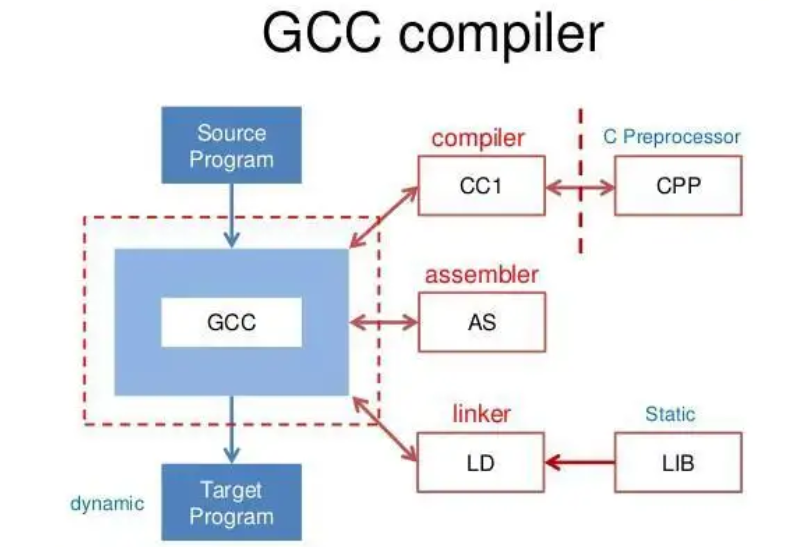 GCC compiler
Source
Program
compiler
C Preprocessor
CC1
CPP
assembler
GCC
AS
linker
Static
LD
LIB
dynamic
Target
Program